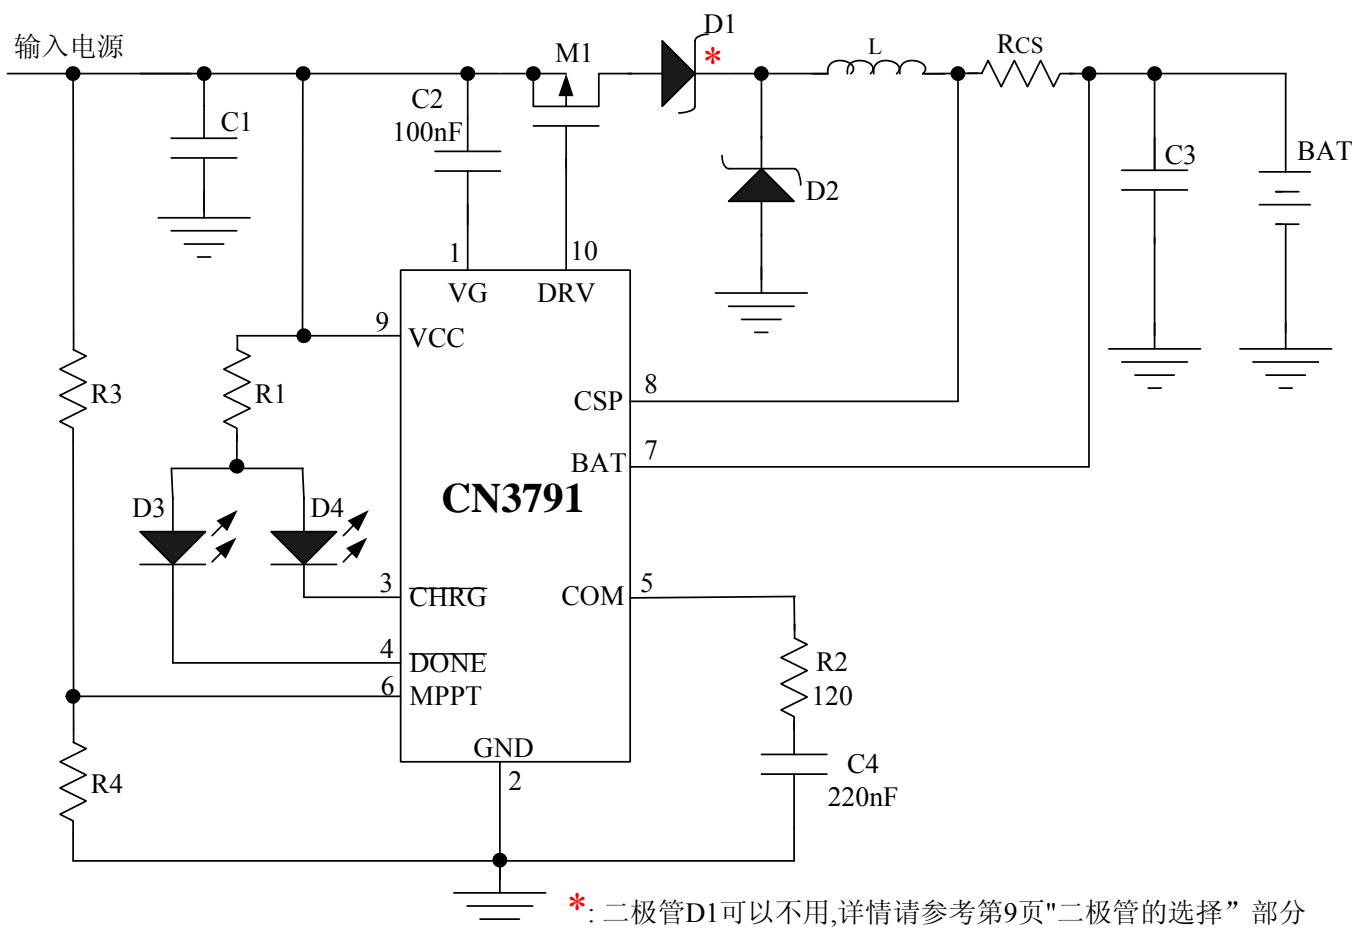 输入电源
D1
*
M1
L
RCS
C2
100nF
C1
C3
BAT
D2
1
10
VG
DRV
9
VCC
R3
R1
8
CSP
7
BAT
CN3791
D3
D4
3
CHRG
COM
5
4
DONE
6
MPPT
R2
120
GND
2
R4
C4
220nF
*: 二极管D1可以不用,详情请参考第9页"二极管的选择”部分